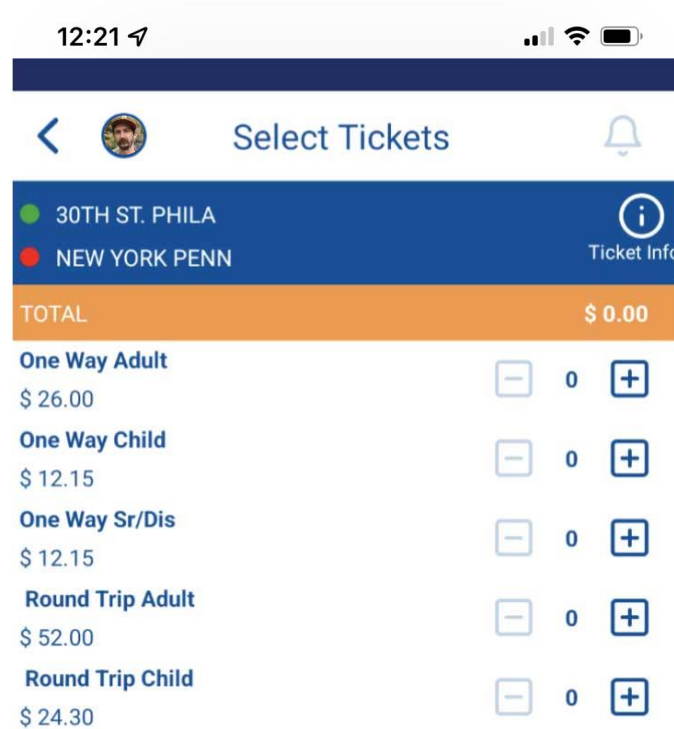 12:21
Select Tickets
30TH ST. PHILA
NEW YORK PENN
Ticket Info
TOTAL $ 0.00
One Way Adult
$ 26.00
0
One Way Child
$ 12.15
0
One Way Sr/Dis
$ 12.15
0
Round Trip Adult
$ 52.00
0
Round Trip Child
$ 24.30
0